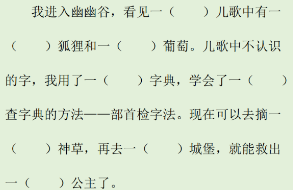 我进入幽幽谷，看见一（　　）儿歌中有一
（　　）狐狸和一（　　）葡萄。儿歌中不认识
的字，我用了一（　　）字典，学会了一（　　）
查字典的方法——部首检字法。现在可以去摘一
（　　）神草，再去一（　　）城堡，就能救出
一（　　）公主了。